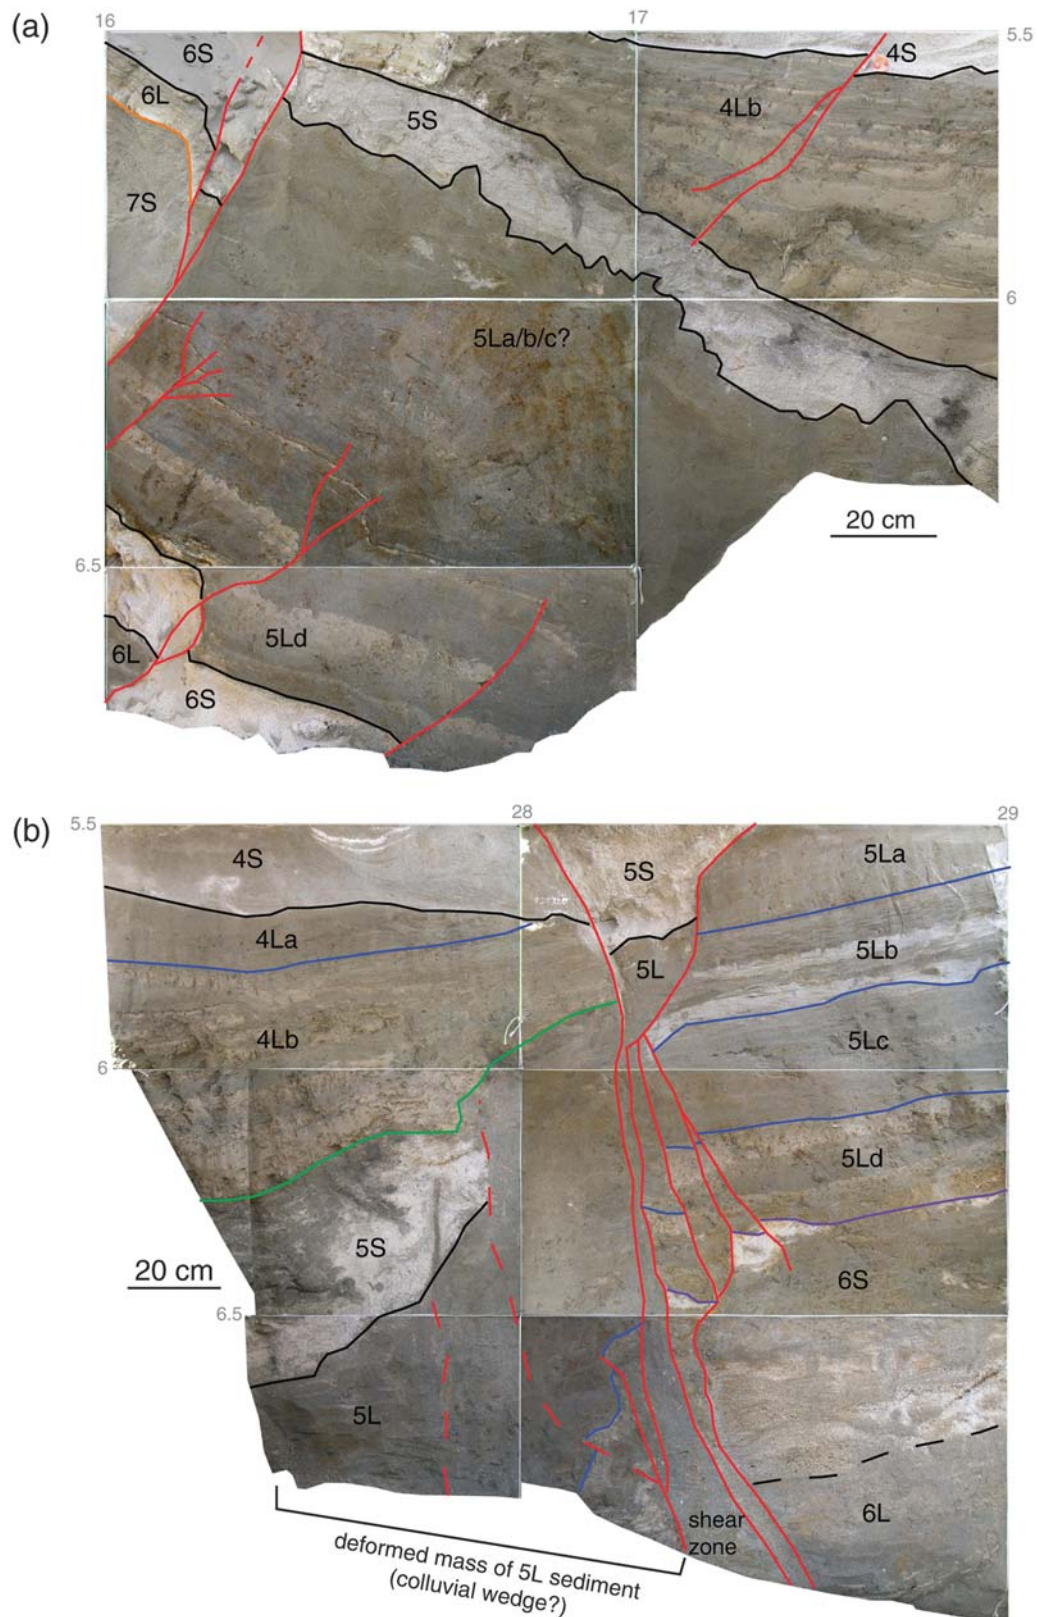 (a)
16
17
5.5
6S
4S
6L
5S
4Lb
7S
6
5La/b/c?
20 cm
6.5
5Ld
6L
6S
(b)
5.5
28
29
4S
5S
5La
4La
5L
5Lb
4Lb
5Lc
6
5Ld
5S
20 cm
6S
6.5
5L
6L
shear
zone
deformed mass of 5L sediment
(colluvial wedge?)